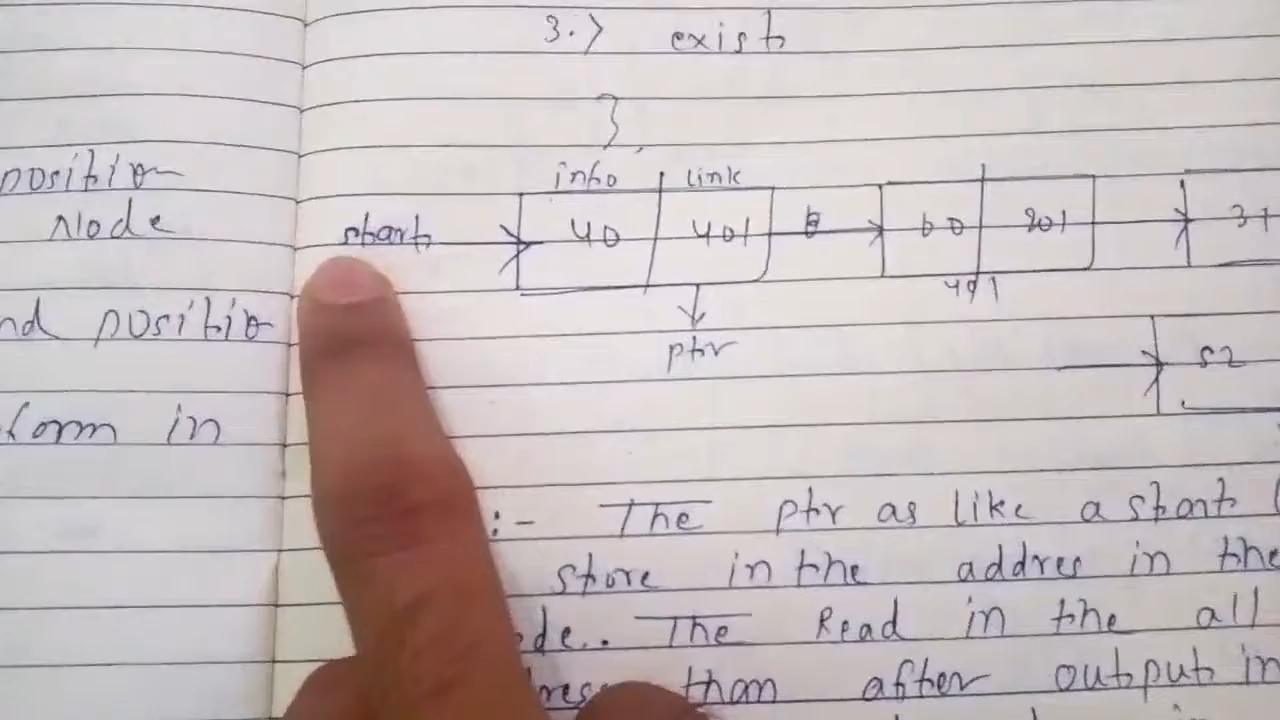 position
Node
nd positio
form in
3.> exist
}
info link
start 40 401 60 201 37
401
ptr
52
:- The ptr as like a start
store in the addres in the
de.. The Read in the all
than after output in